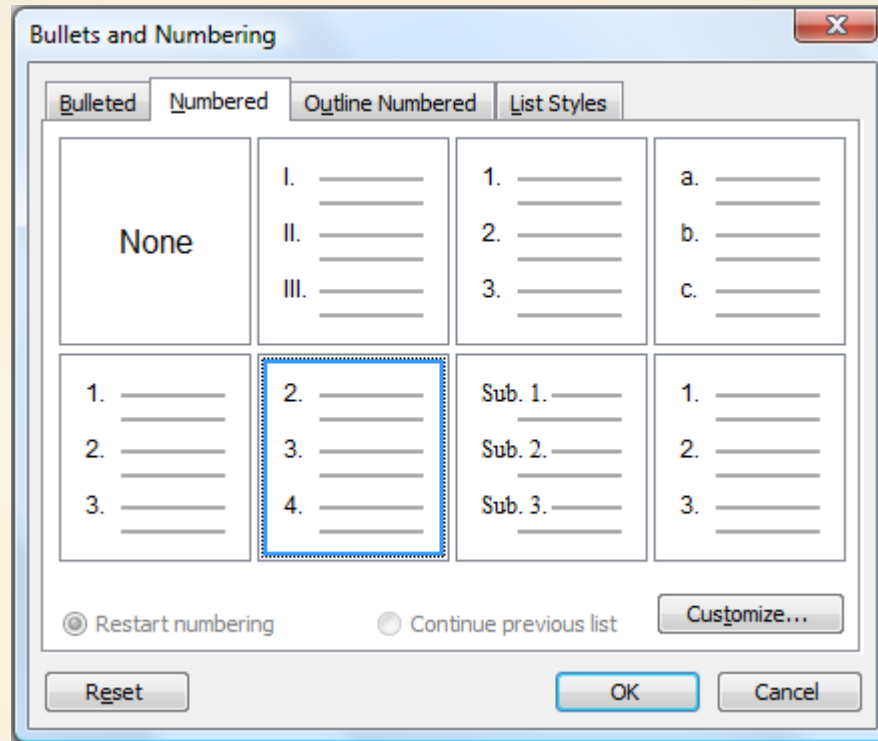 Bullets and Numbering
Bulleted Numbered Outline Numbered List Styles
None
I.
II.
III.
1.
2.
3.
a.
b.
c.
1.
2.
3.
2.
3.
4.
Sub. 1.
Sub. 2.
Sub. 3.
1.
2.
3.
Restart numbering Continue previous list Customize...
Reset OK Cancel